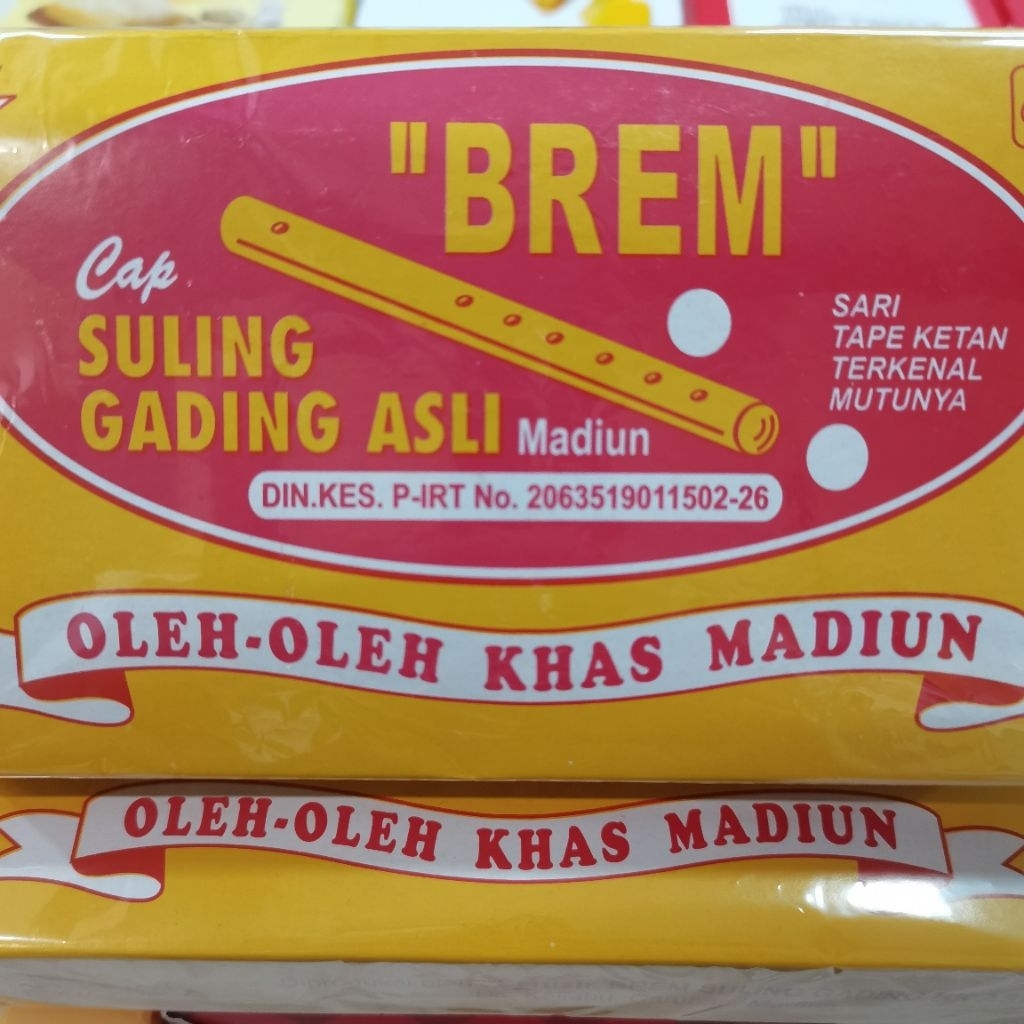 "BREM"
Cap
SULING
GADING ASLI Madiun
SARI
TAPE KETAN
TERKENAL
MUTUNYA
DIN.KES. P-IRT No. 2063519011502-26
OLEH-OLEH KHAS MADIUN
OLEH-OLEH KHAS MADIUN